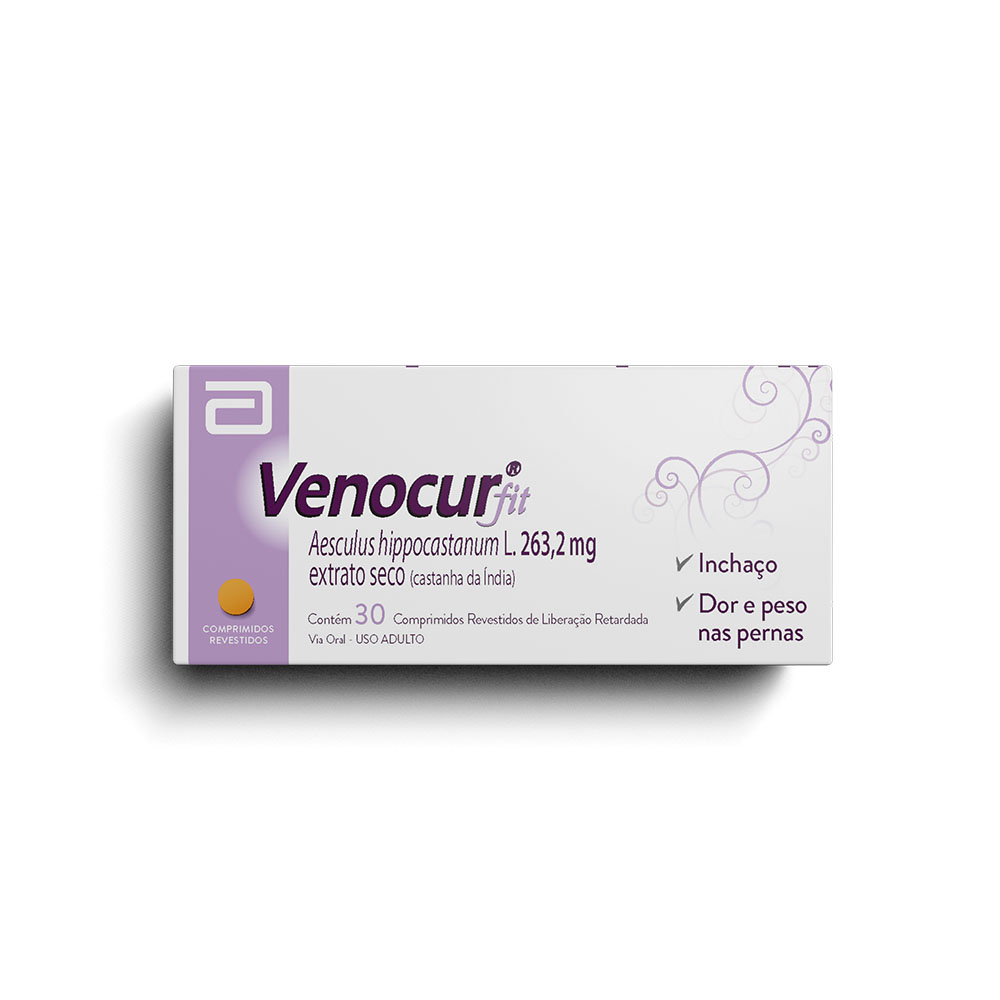 Venocur® fit
Aesculus hippocastanum L. 263,2 mg
extrato seco (castanha da Índia)
Contém 30 Comprimidos Revestidos de Liberação Retardada
Via Oral - USO ADULTO
COMPRIMIDOS
REVESTIDOS
✓ Inchaço
✓ Dor e peso
nas pernas